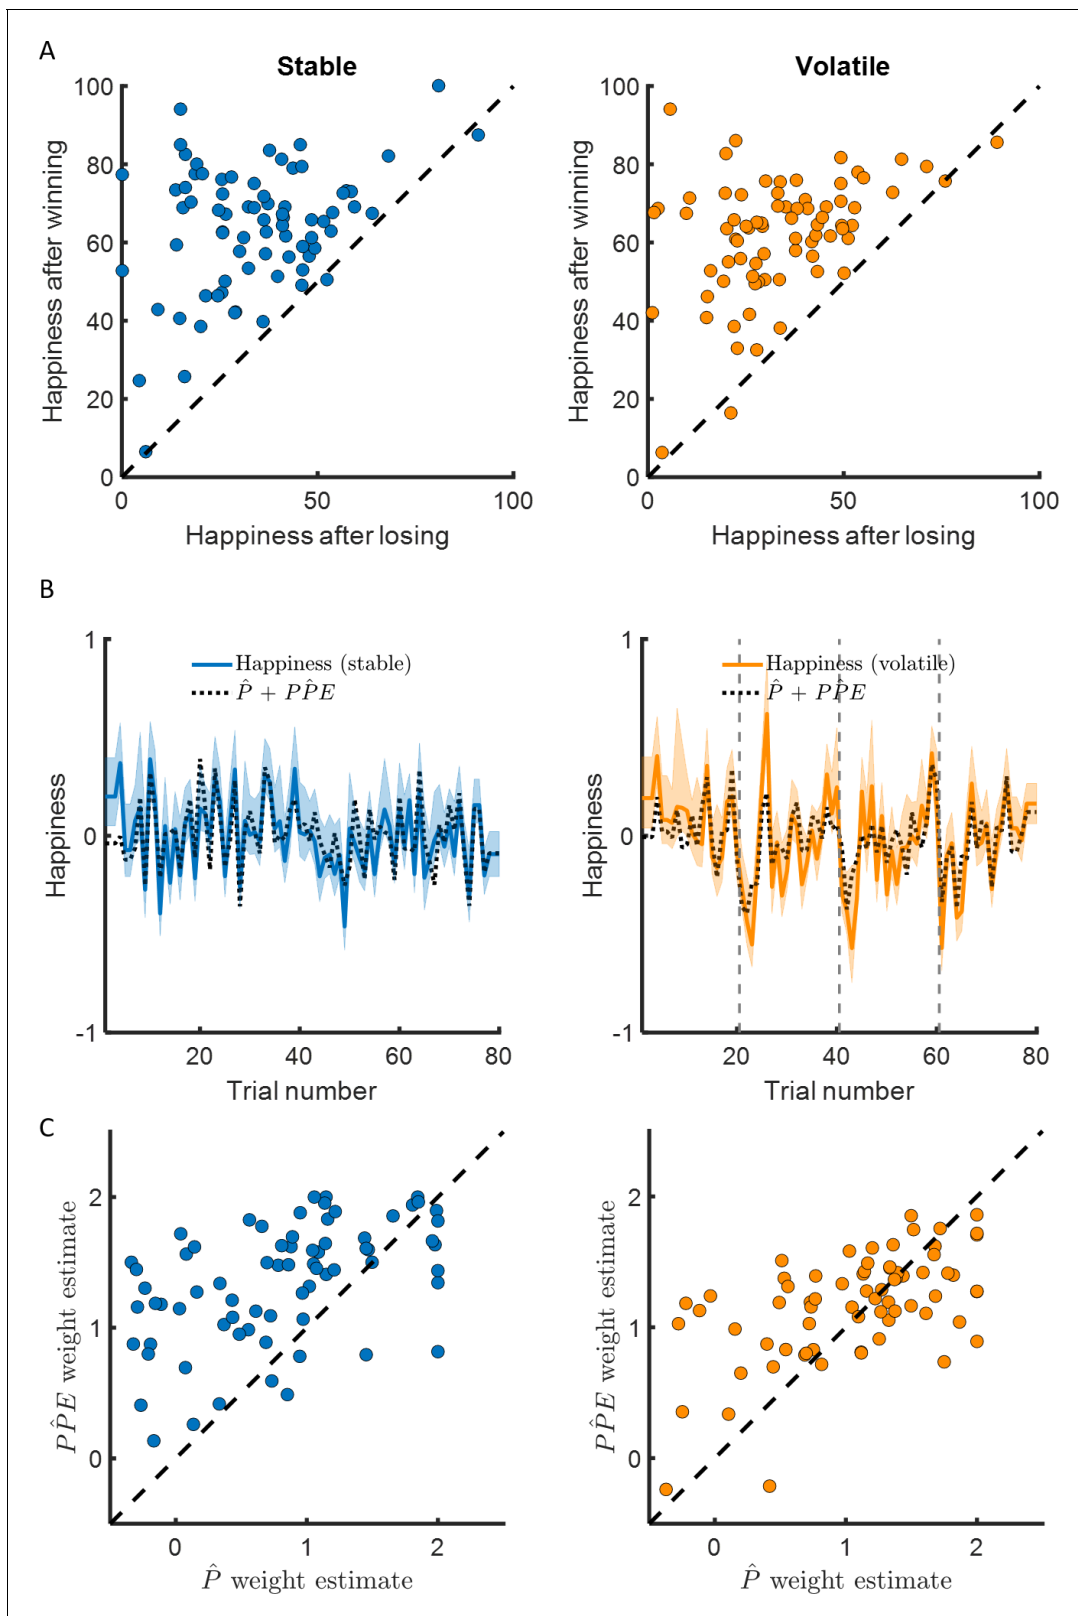 A
Stable
Volatile
Happiness after winning
100
80
60
40
20
0
0
50
100
Happiness after losing
Happiness after winning
100
80
60
40
20
0
0
50
100
Happiness after losing
B
Happiness
1
0
-1
Happiness (stable)
P̂ + PP̂E
20
40
60
80
Trial number
Happiness
1
0
-1
Happiness (volatile)
P̂ + PP̂E
20
40
60
80
Trial number
C
PP̂E weight estimate
2
1
0
0
1
2
P̂ weight estimate
PP̂E weight estimate
2
1
0
0
1
2
P̂ weight estimate